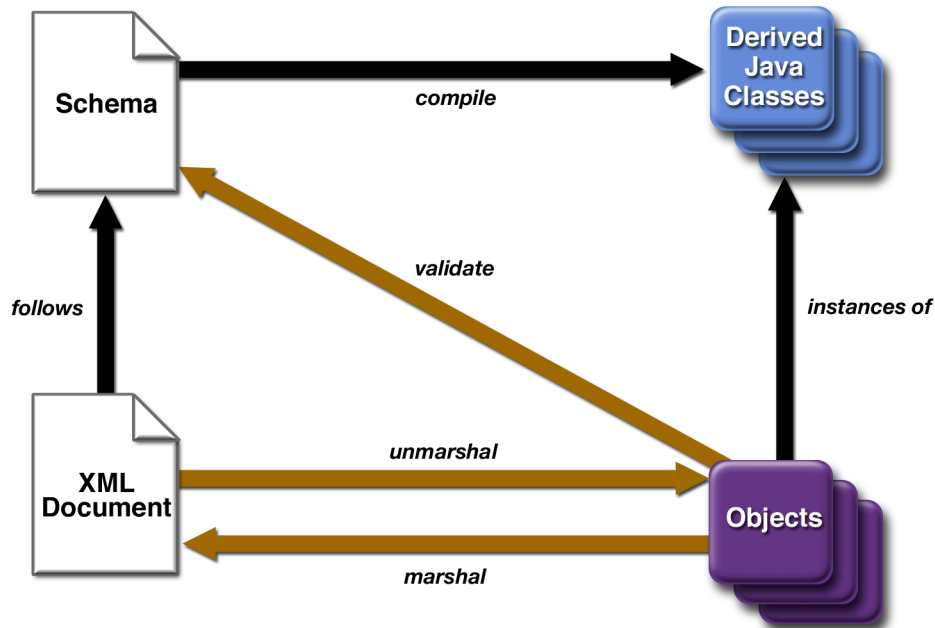 Derived
Java
Classes
Schema
compile
validate
follows
instances of
unmarshal
XML
Document
Objects
marshal